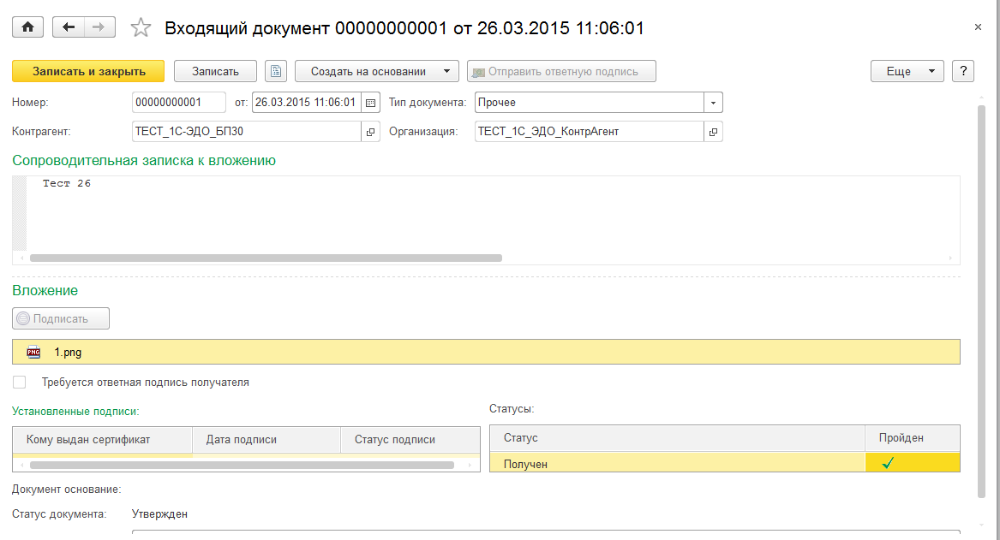 Входящий документ 00000000001 от 26.03.2015 11:06:01
Записать и закрыть Записать Создать на основании Отправить ответную подпись Еще ?
Номер: 00000000001 от: 26.03.2015 11:06:01 Тип документа: Прочее
Контрагент: ТЕСТ_1С-ЭДО_БП30 Организация: ТЕСТ_1С_ЭДО_КонтрАгент
Сопроводительная записка к вложению
Тест 26
Вложение
Подписать
PNG 1.png
Требуется ответная подпись получателя
Установленные подписи: Статусы:
Кому выдан сертификат Дата подписи Статус подписи Статус Пройден
Получен
Документ основание:
Статус документа: Утвержден